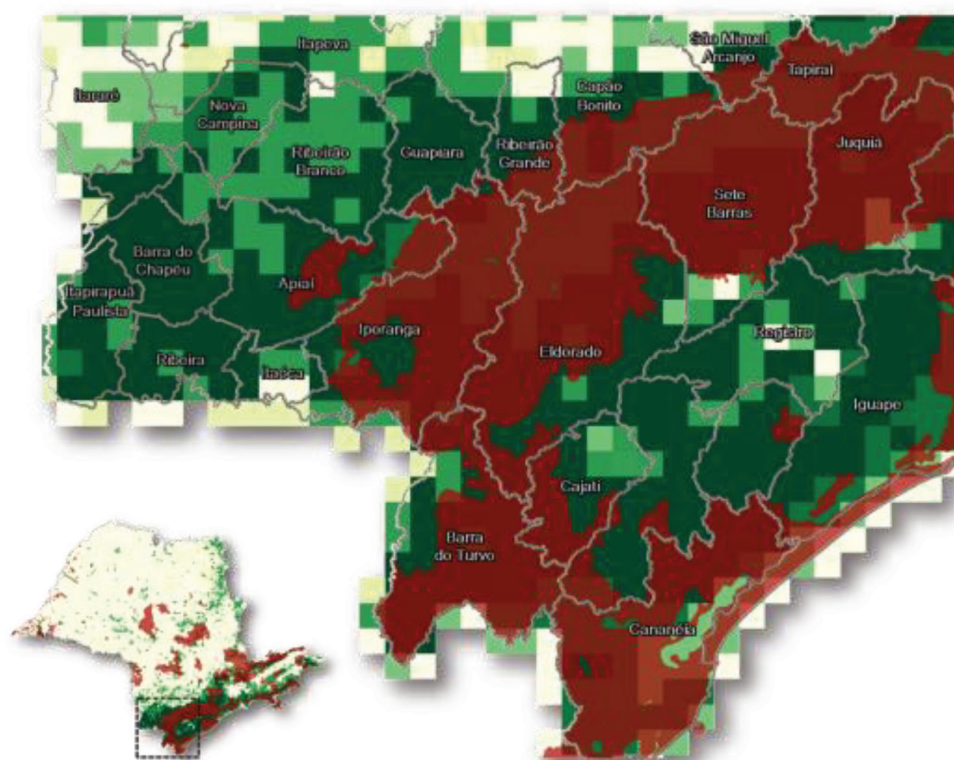 Itapeva
São Miguel
Arcanjo
Tapiraí
Itararé
Nova
Campina
Capão
Bonito
Ribeirão
Branco
Guapiara
Ribeirão
Grande
Juquiá
Sete
Barras
Barra do
Chapéu
Apiaí
Itapirapuã
Paulista
Iporanga
Registro
Ribeira
Itaóca
Eldorado
Iguape
Cajati
Barra
do Turvo
Cananéia